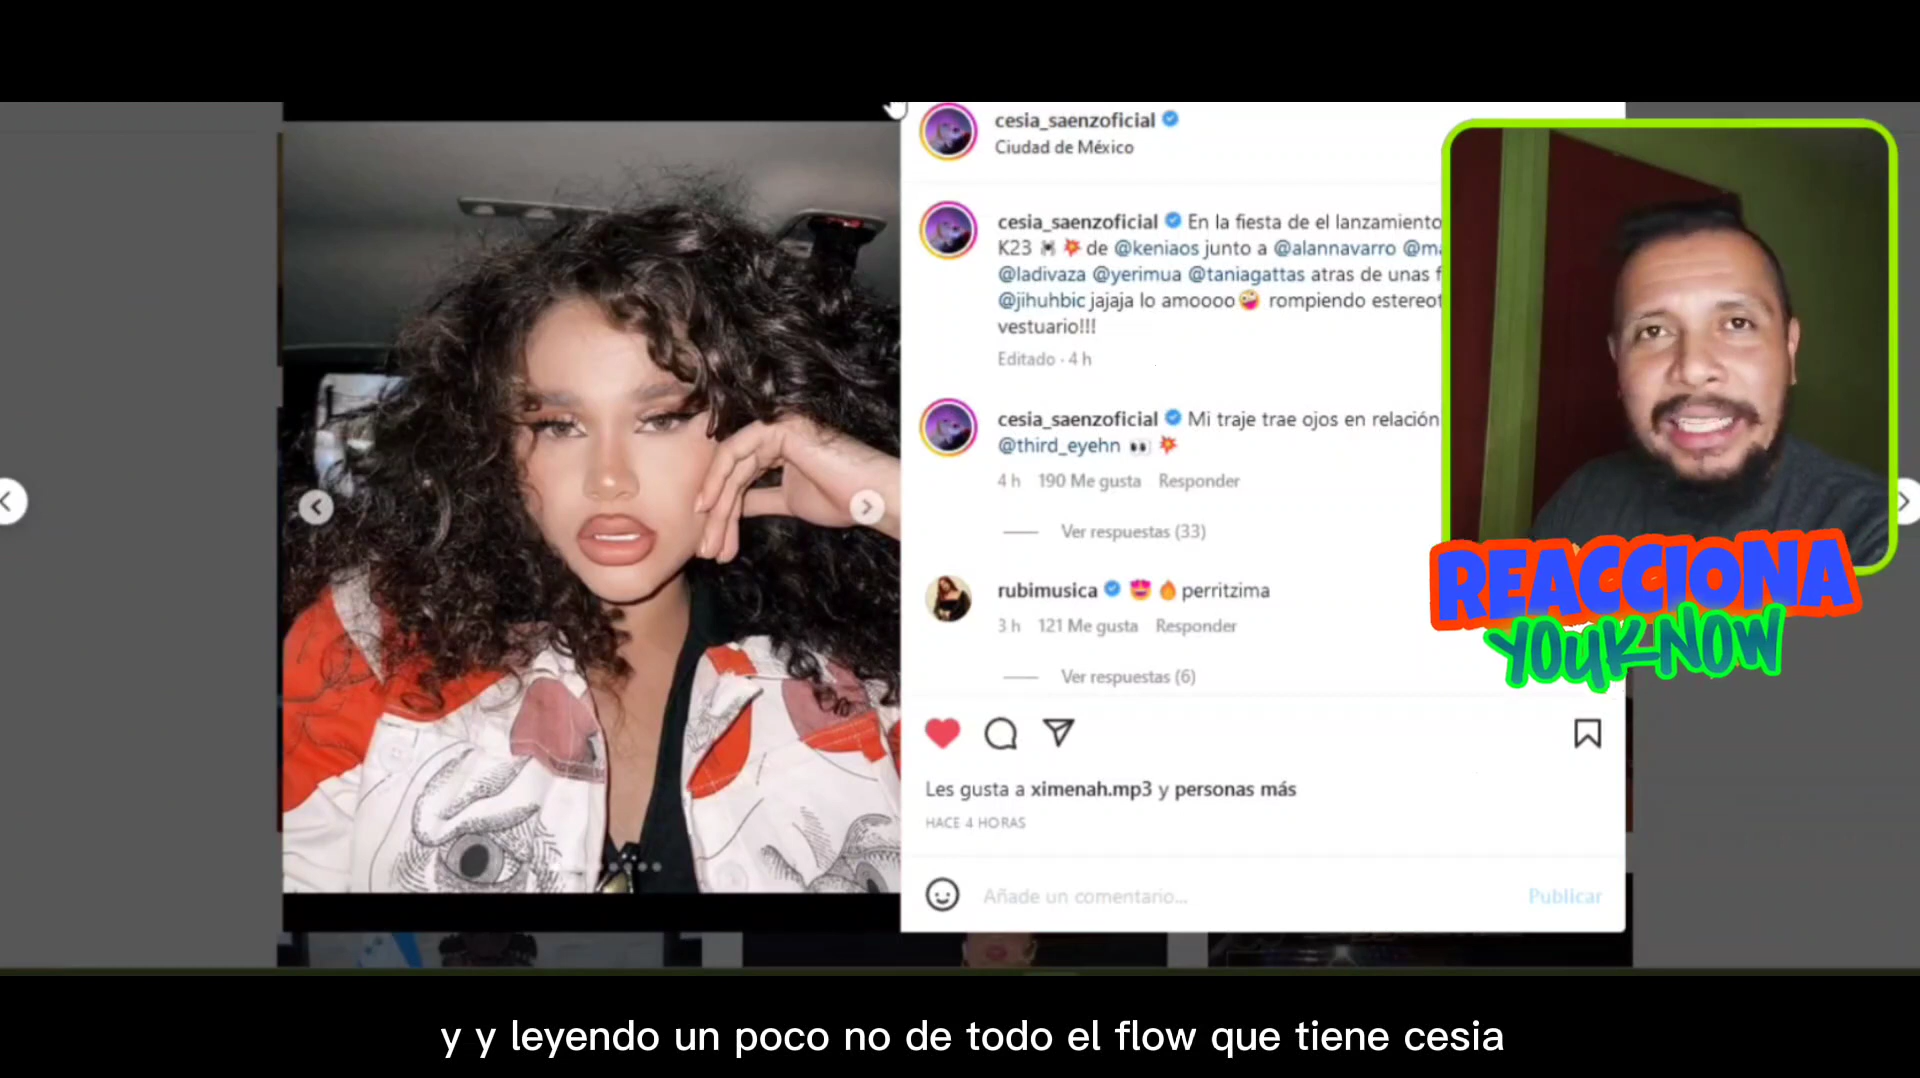 cesia_saenzoficial
Ciudad de México
cesia_saenzoficial En la fiesta de el lanzamiento
K23 🕷 💥 de @keniaos junto a @alannavarro
@ladivaza @yerimua @taniagattas atras de unas
@jihuhbic jajaja lo amoooo🤪 rompiendo
vestuario!!!
Editado · 4 h
cesia_saenzoficial Mi traje trae ojos en relación
@third_eyehn 👀 💥
4 h 190 Me gusta Responder
Ver respuestas (33)
rubimusica 😍 🔥 perritzima
3 h 121 Me gusta Responder
Ver respuestas (6)
Les gusta a ximenah.mp3 y personas más
HACE 4 HORAS
Añade un comentario...
Publicar
REACCIONA
YOUKNOW
y y leyendo un poco no de todo el flow que tiene cesia